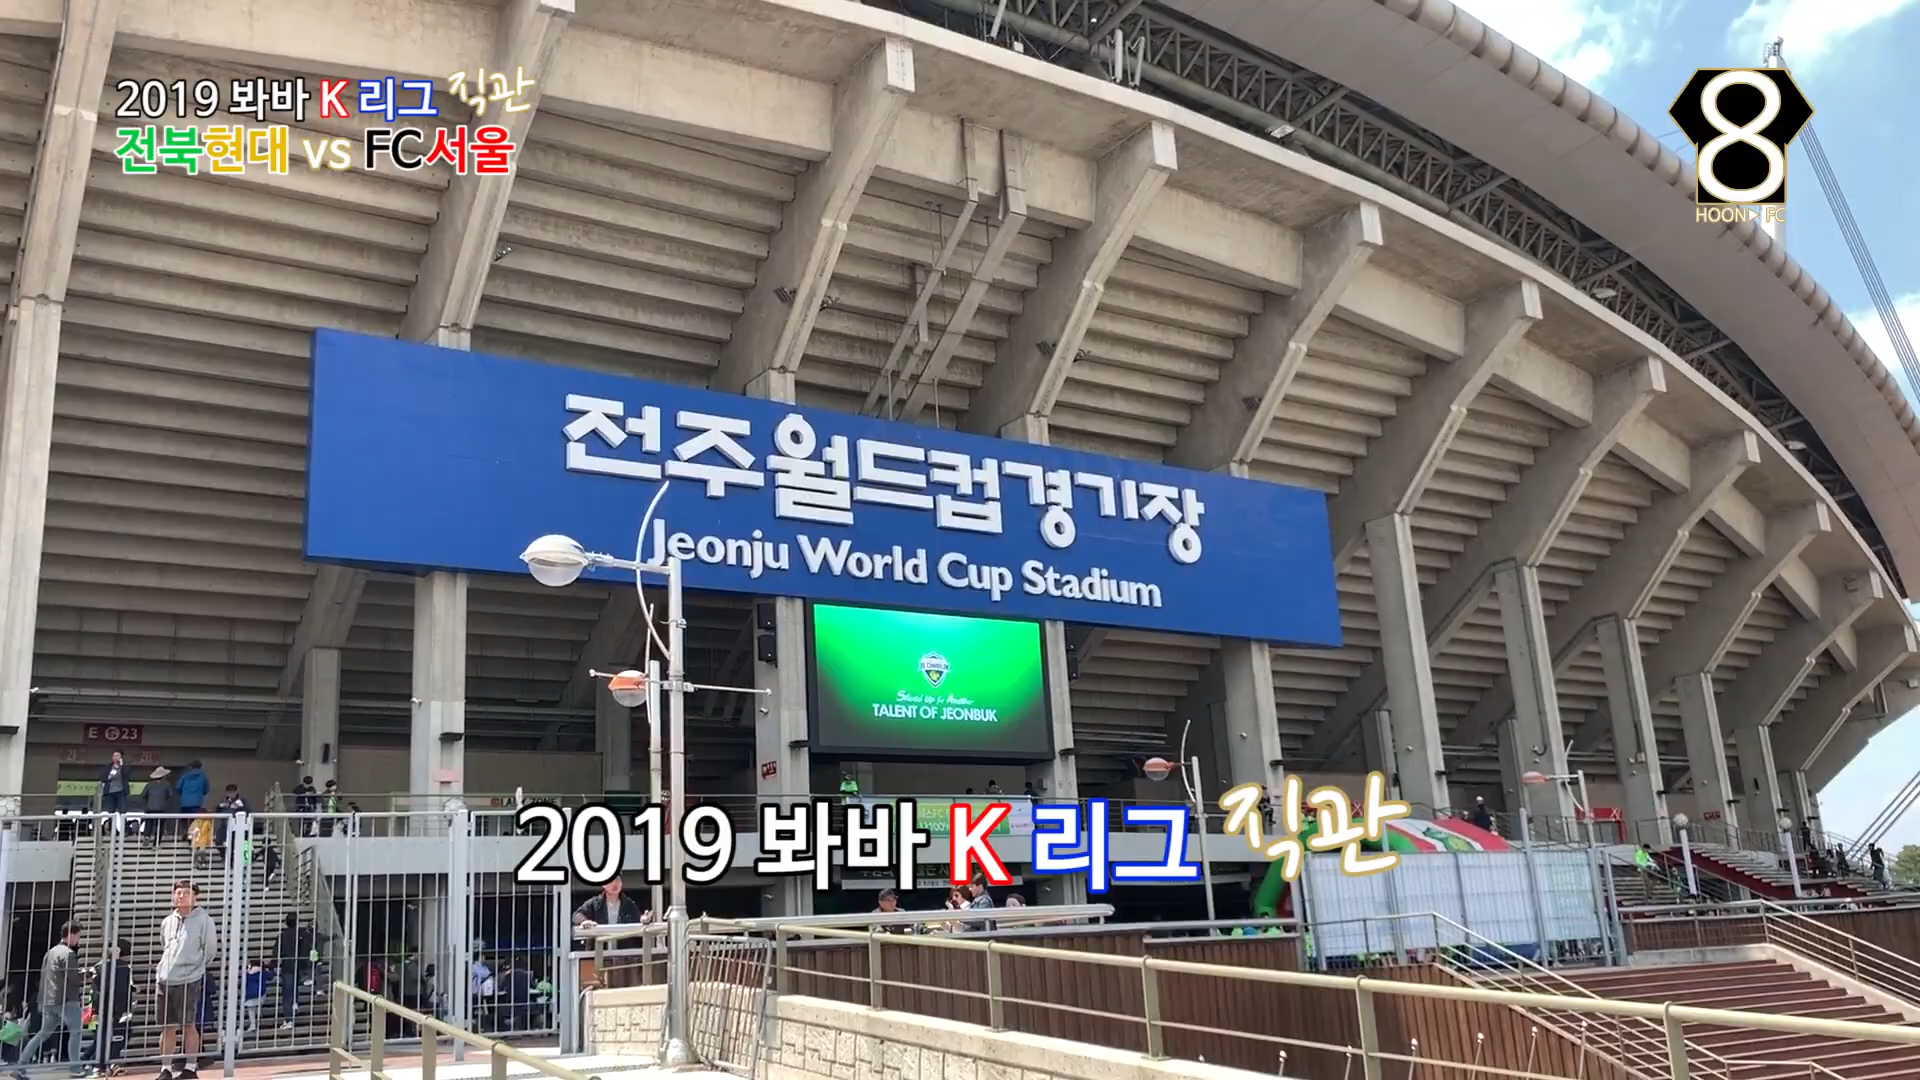 2019 봐바 K 리그 직관
전북현대 vs FC서울
8
HOON FC
전주월드컵경기장
Jeonju World Cup Stadium
JEONBUK
TALENT OF JEONBUK
E 23
2019 봐바 K 리그 직관